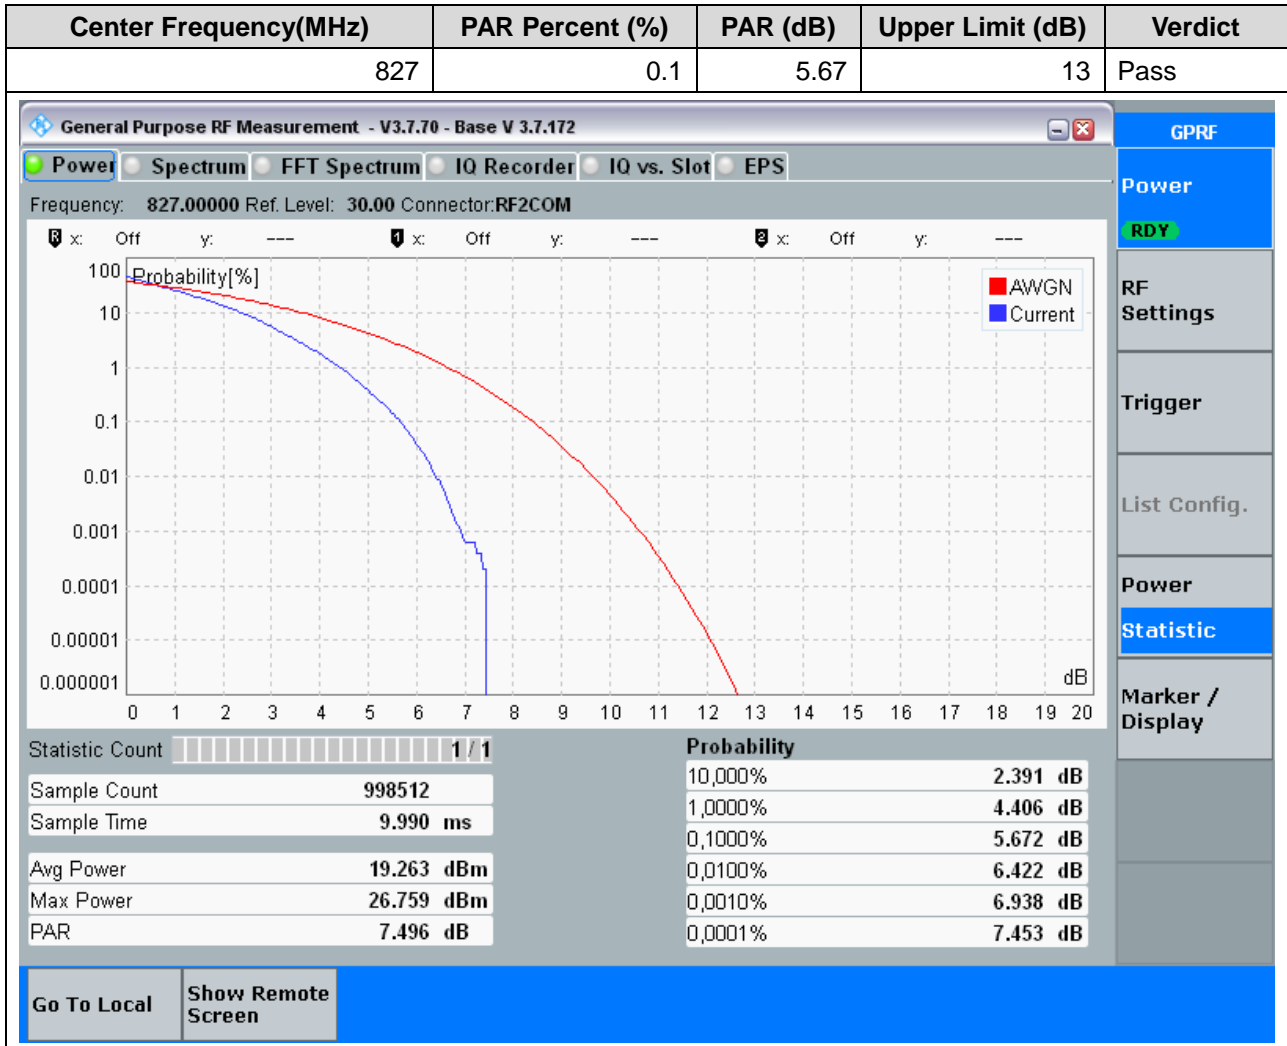 Center Frequency(MHz) PAR Percent (%) PAR (dB) Upper Limit (dB) Verdict
827 0.1 5.67 13 Pass
General Purpose RF Measurement - V3.7.70 - Base V 3.7.172
GPRF
Power Spectrum FFT Spectrum IQ Recorder IQ vs. Slot EPS
Frequency: 827.00000 Ref. Level: 30.00 Connector:RF2COM
R x: Off y: --- 1 x: Off y: --- 2 x: Off y: ---
Probability[%]
100
10
1
0.1
0.01
0.001
0.0001
0.00001
0.000001
AWGN
Current
dB
0 1 2 3 4 5 6 7 8 9 10 11 12 13 14 15 16 17 18 19 20
Power
RDY
RF
Settings
Trigger
List Config.
Power
Statistic
Marker /
Display
Statistic Count 1 / 1
Sample Count 998512
Sample Time 9.990 ms
Avg Power 19.263 dBm
Max Power 26.759 dBm
PAR 7.496 dB
Probability
10,000% 2.391 dB
1,0000% 4.406 dB
0,1000% 5.672 dB
0,0100% 6.422 dB
0,0010% 6.938 dB
0,0001% 7.453 dB
Go To Local
Show Remote
Screen